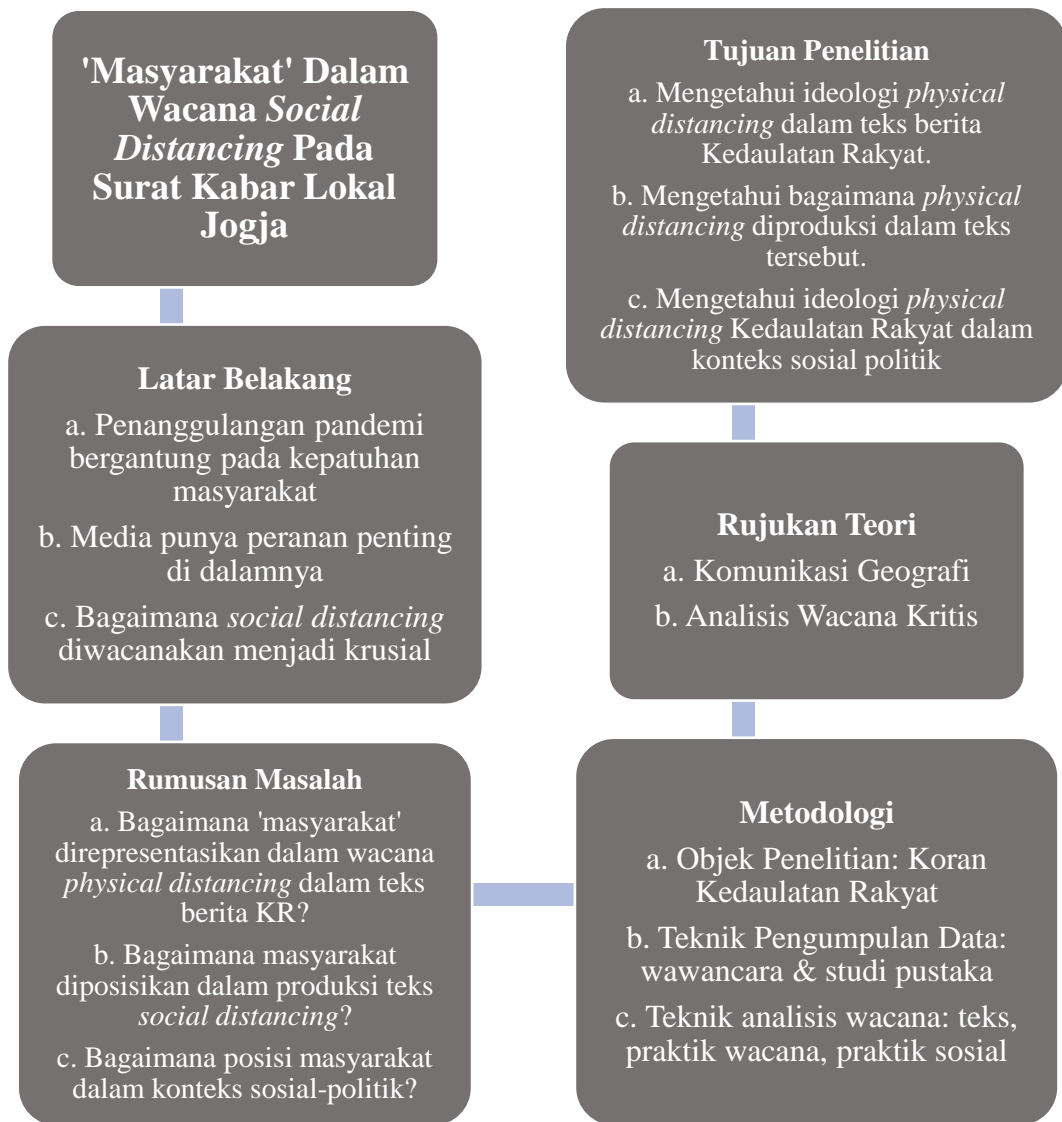 'Masyarakat' Dalam
Wacana Social
Distancing Pada
Surat Kabar Lokal
Jogja
Latar Belakang
a. Penanggulangan pandemi
bergantung pada kepatuhan
masyarakat
b. Media punya peranan penting
di dalamnya
c. Bagaimana social distancing
diwacanakan menjadi krusial
Rumusan Masalah
a. Bagaimana 'masyarakat'
direpresentasikan dalam wacana
physical distancing dalam teks
berita KR?
b. Bagaimana masyarakat
diposisikan dalam produksi teks
social distancing?
c. Bagaimana posisi masyarakat
dalam konteks sosial-politik?
Metodologi
a. Objek Penelitian: Koran
Kedaulatan Rakyat
b. Teknik Pengumpulan Data:
wawancara & studi pustaka
c. Teknik analisis wacana: teks,
praktik wacana, praktik sosial
Rujukan Teori
a. Komunikasi Geografi
b. Analisis Wacana Kritis
Tujuan Penelitian
a. Mengetahui ideologi physical
distancing dalam teks berita
Kedaulatan Rakyat.
b. Mengetahui bagaimana physical
distancing diproduksi dalam teks
tersebut.
c. Mengetahui ideologi physical
distancing Kedaulatan Rakyat dalam
konteks sosial politik